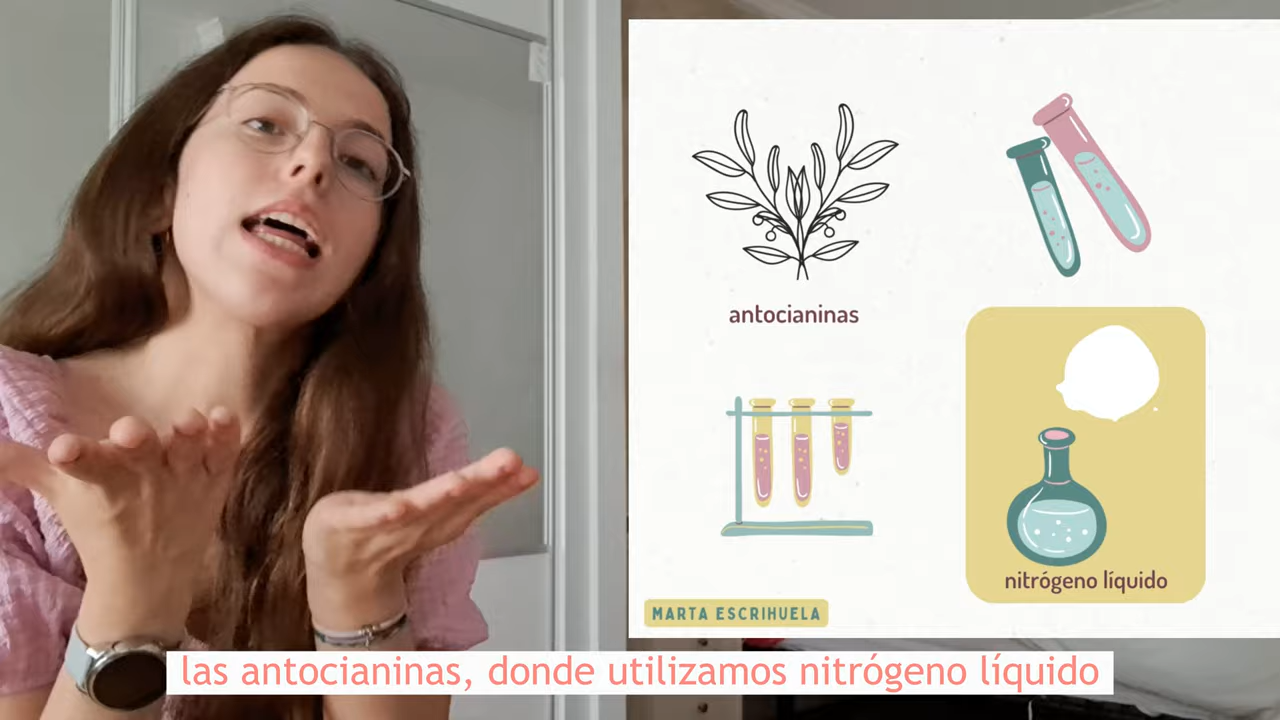 antocianinas
nitrógeno líquido
MARTA ESCRIHUELA
las antocianinas, donde utilizamos nitrógeno líquido